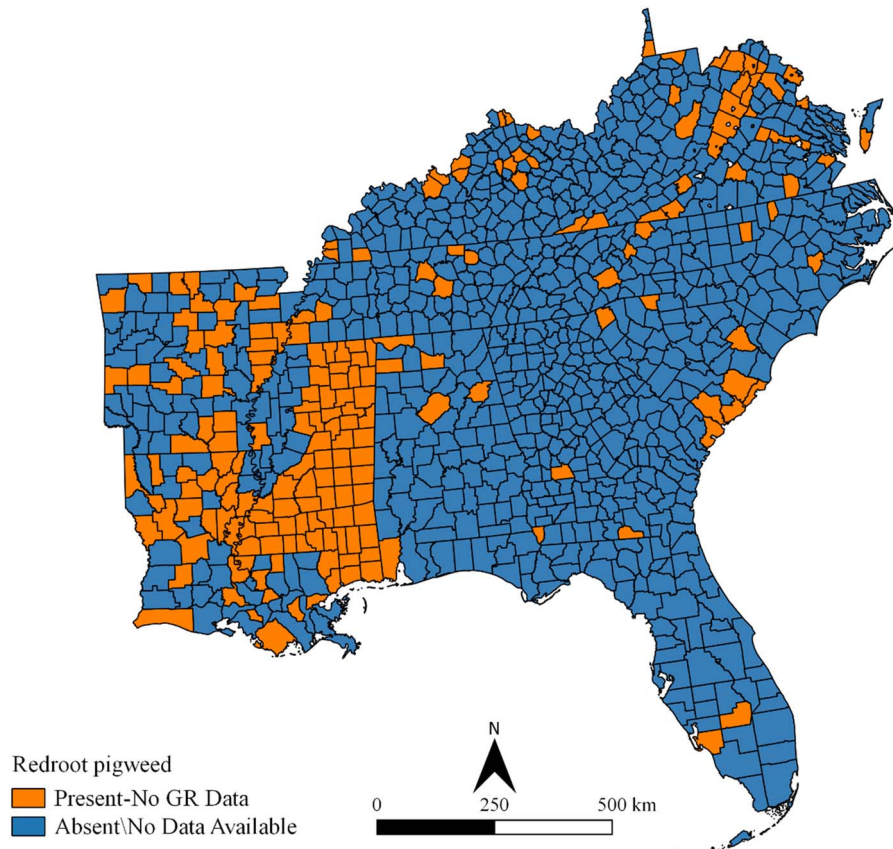 N
Redroot pigweed
Present-No GR Data
Absent\No Data Available
0 250 500 km